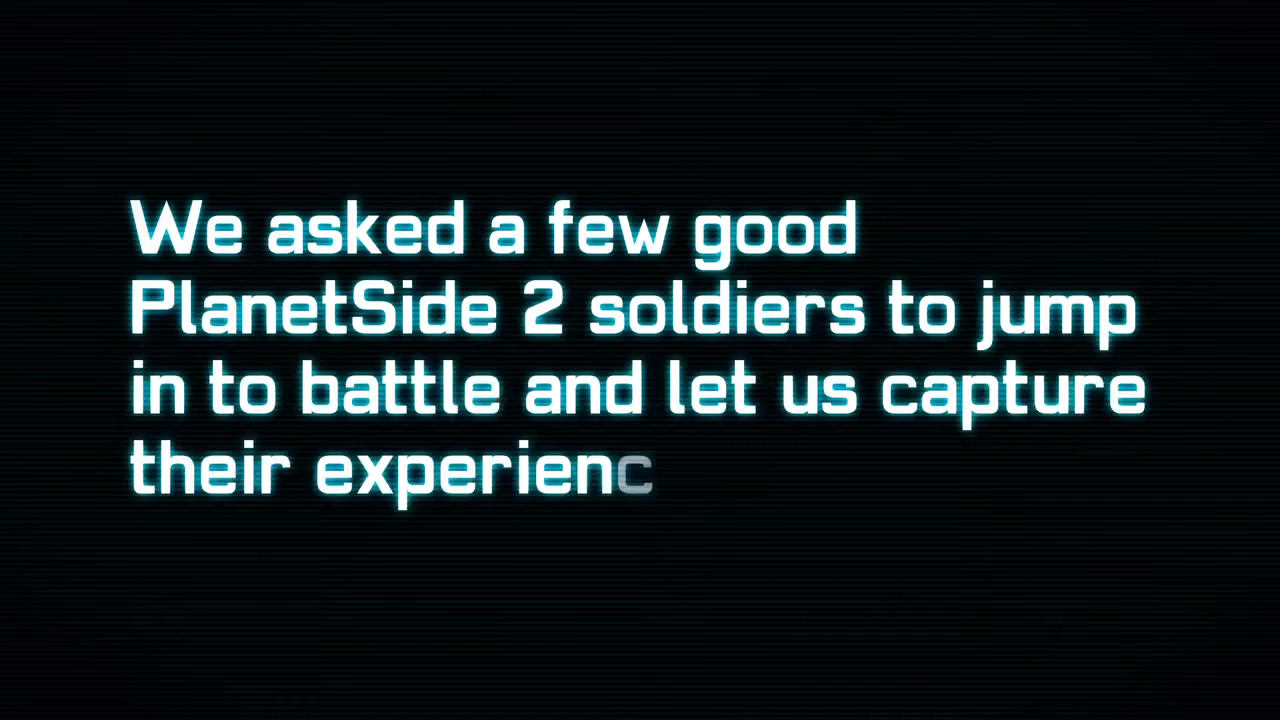 We asked a few good
PlanetSide 2 soldiers to jump
in to battle and let us capture
their experienc